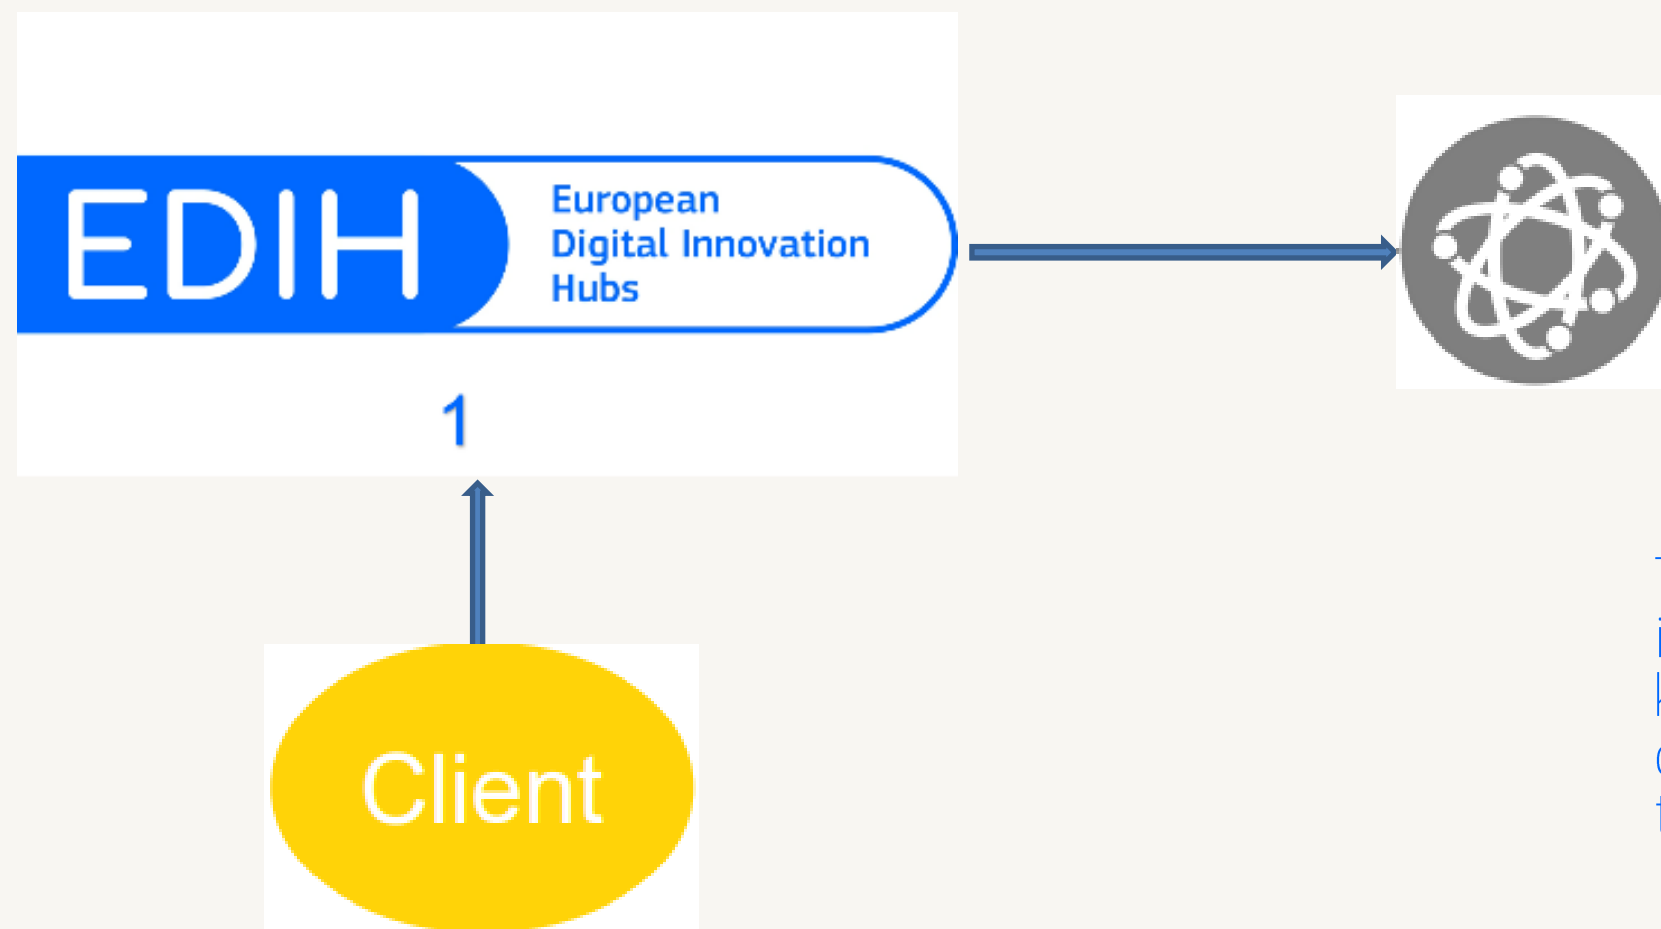 EDIH
European
Digital Innovation
Hubs
1
Client